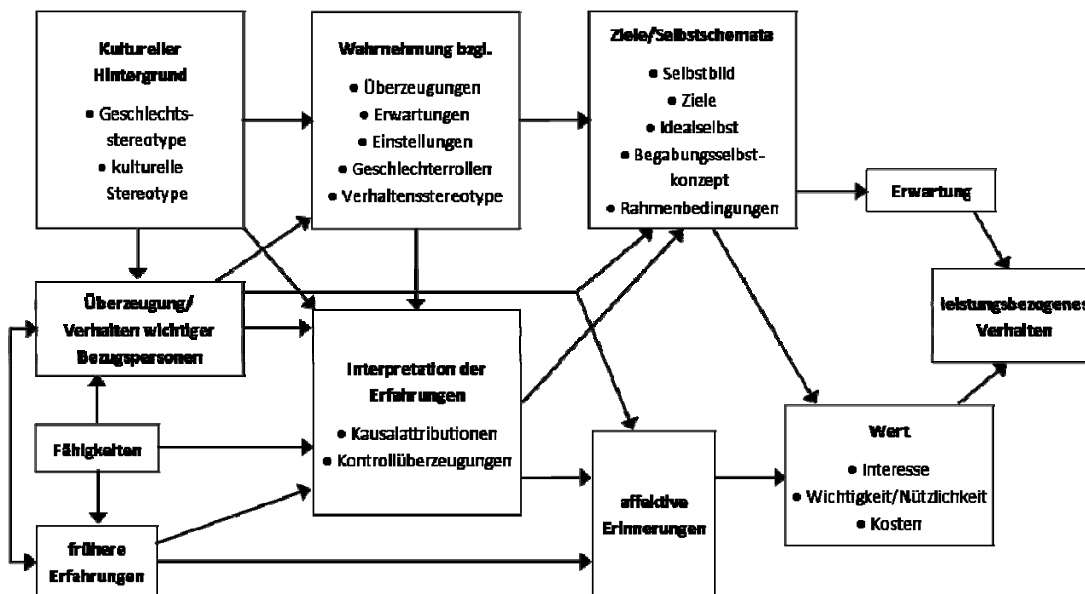 Kultureller
Hintergrund
• Geschlechts-
stereotype
• kulturelle
Stereotype
Wahrnehmung bzgl.
• Überzeugungen
• Erwartungen
• Einstellungen
• Geschlechterrollen
• Verhaltensstereotype
Ziele/Selbstschemata
• Selbstbild
• Ziele
• Idealselbst
• Begabungsselbst-
konzept
• Rahmenbedingungen
Erwartung
leistungsbezogenes
Verhalten
Überzeugung/
Verhalten wichtiger
Bezugspersonen
Interpretation der
Erfahrungen
• Kausalattributionen
• Kontrollüberzeugungen
Fähigkeiten
frühere
Erfahrungen
affektive
Erinnerungen
Wert
• Interesse
• Wichtigkeit/Nützlichkeit
• Kosten